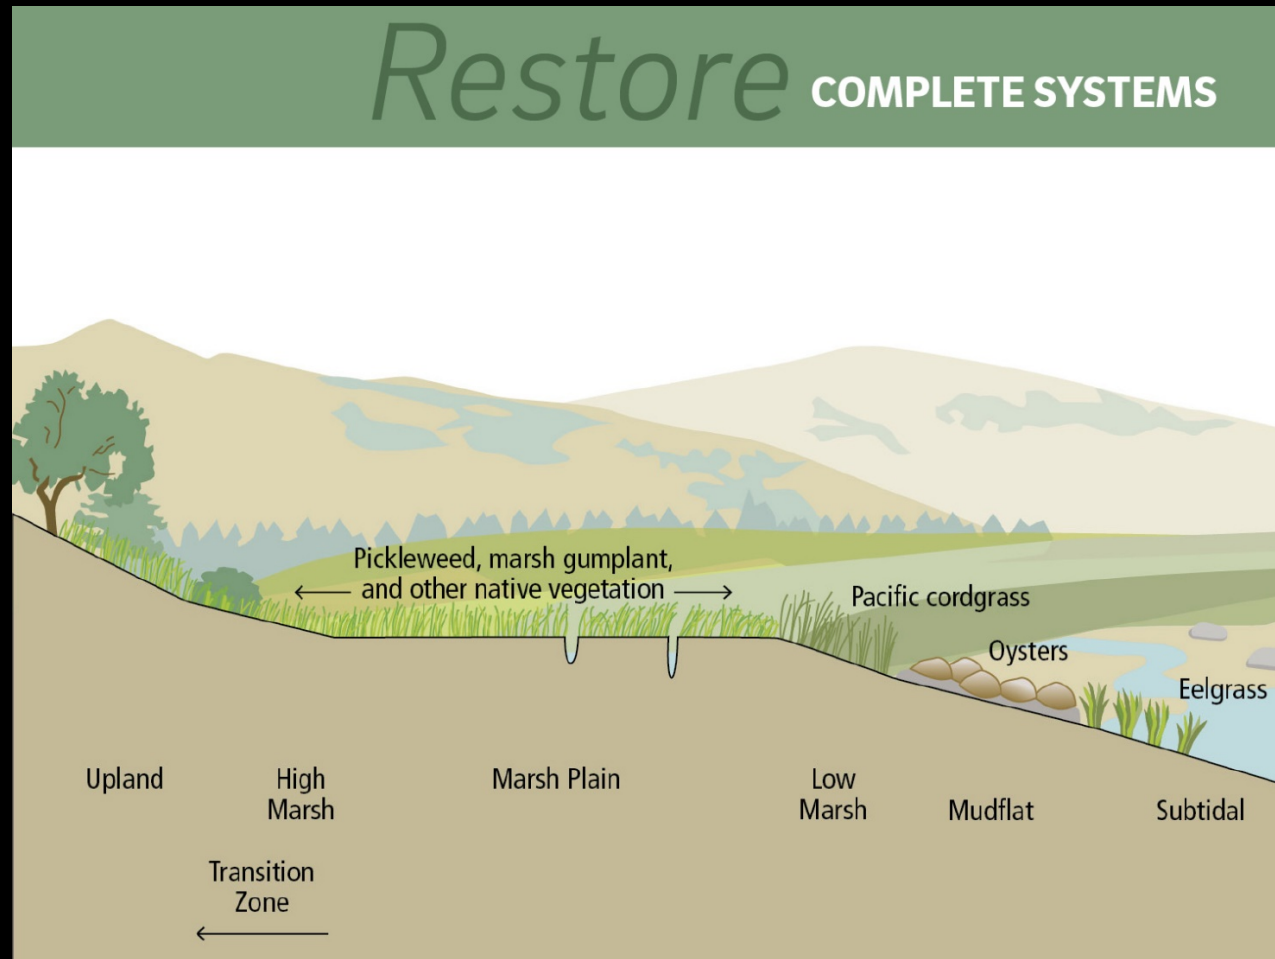 Restore COMPLETE SYSTEMS
Pickleweed, marsh gumplant,
and other native vegetation
Pacific cordgrass
Oysters
Eelgrass
Upland
High
Marsh
Marsh Plain
Low
Marsh
Mudflat
Subtidal
Transition
Zone